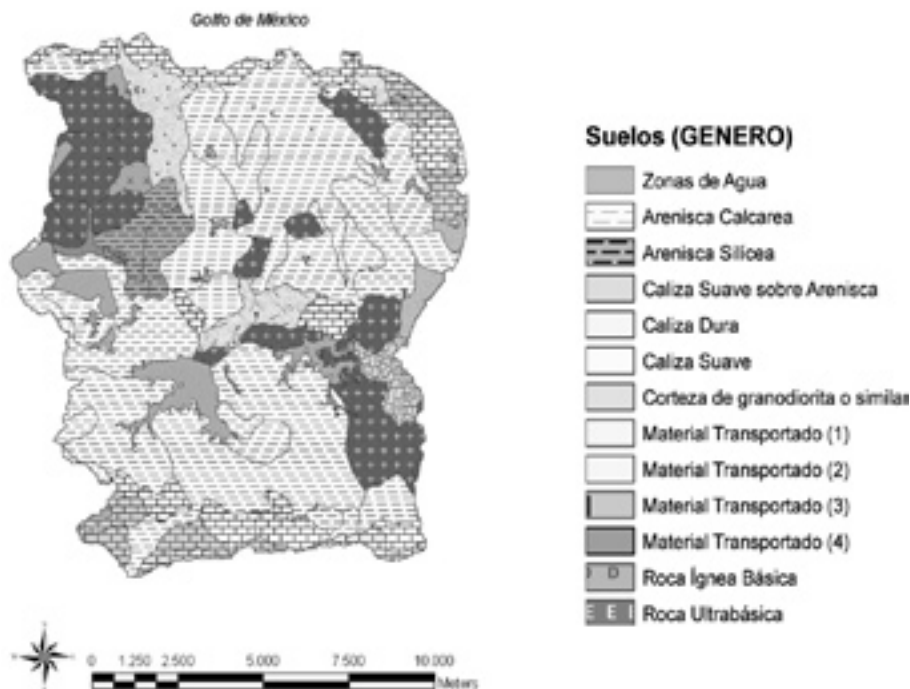 Golfo de México
Suelos (GENERO)
Zonas de Agua
Arenisca Calcarea
Arenisca Silícea
Caliza Suave sobre Arenisca
Caliza Dura
Caliza Suave
Corteza de granodiorita o similar
Material Transportado (1)
Material Transportado (2)
Material Transportado (3)
Material Transportado (4)
Roca Ígnea Básica
Roca Ultrabásica
0 1.250 2.500 5.000 7.500 10.000
Meters